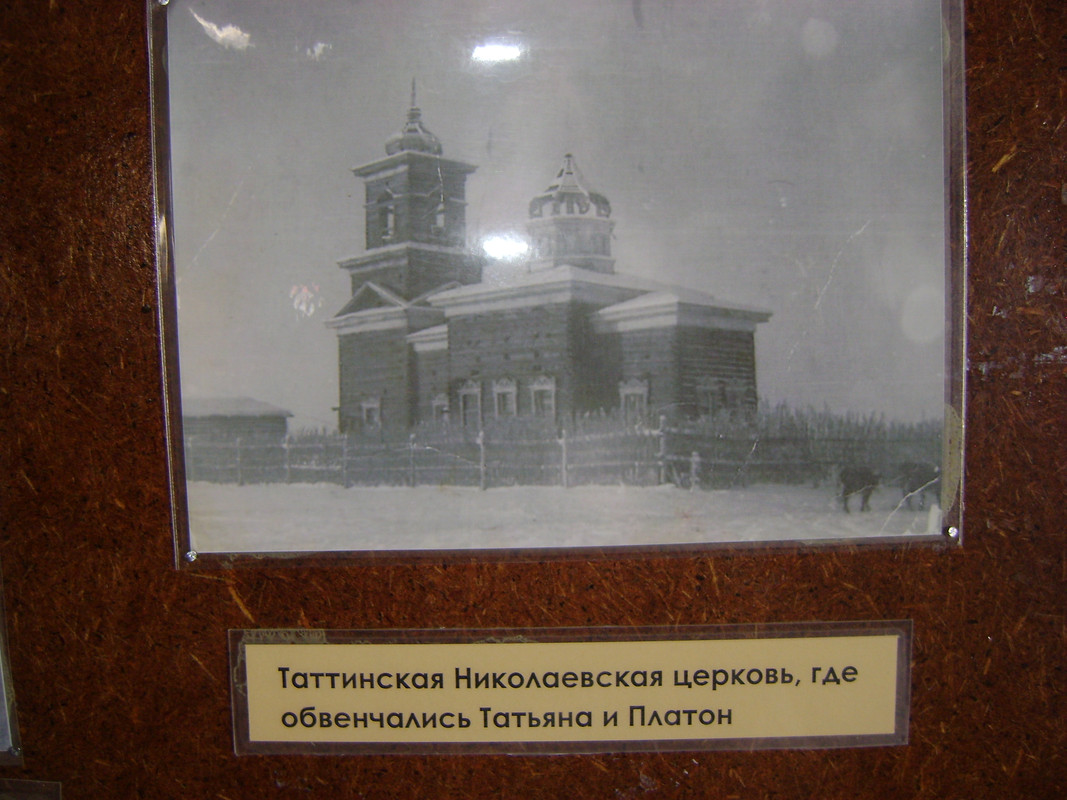 Таттинская Николаевская церковь, где
обвенчались Татьяна и Платон